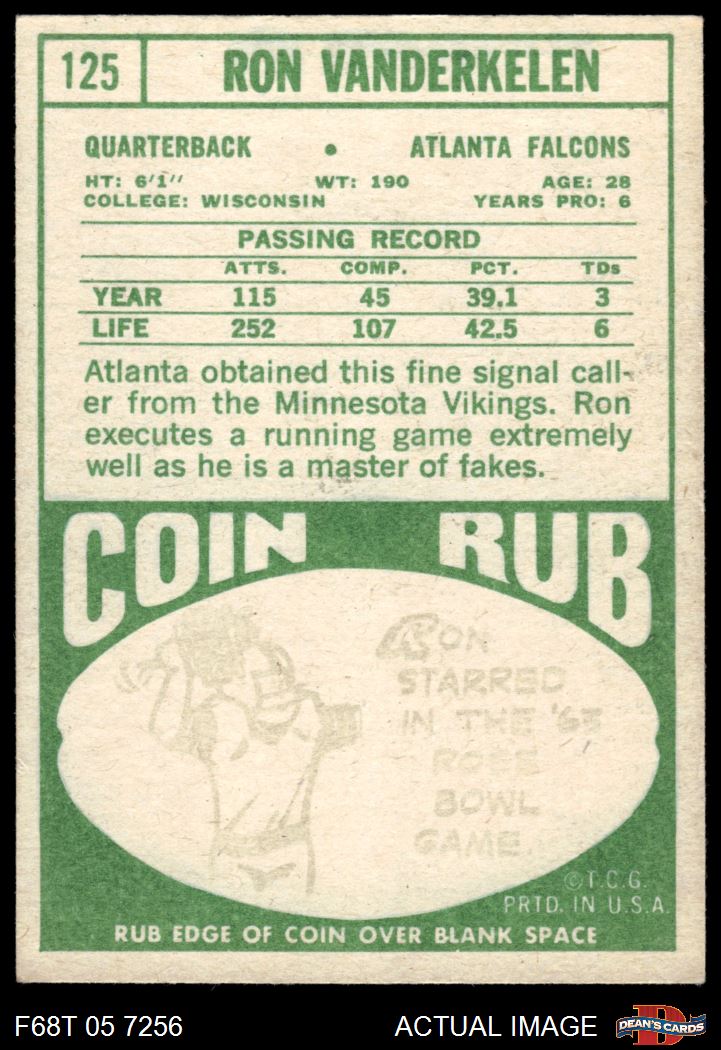 125 RON VANDERKELEN
QUARTERBACK • ATLANTA FALCONS
HT: 6'1'' WT: 190 AGE: 28
COLLEGE: WISCONSIN YEARS PRO: 6
PASSING RECORD
ATTS. COMP. PCT. TDs
YEAR 115 45 39.1 3
LIFE 252 107 42.5 6
Atlanta obtained this fine signal call-
er from the Minnesota Vikings. Ron
executes a running game extremely
well as he is a master of fakes.
COIN RUB
RON
STARRED
IN THE '63
ROSE
BOWL
GAME.
©T.C.G.
PRTD. IN U.S.A.
RUB EDGE OF COIN OVER BLANK SPACE
F68T 05 7256 ACTUAL IMAGE D DEAN'S CARDS